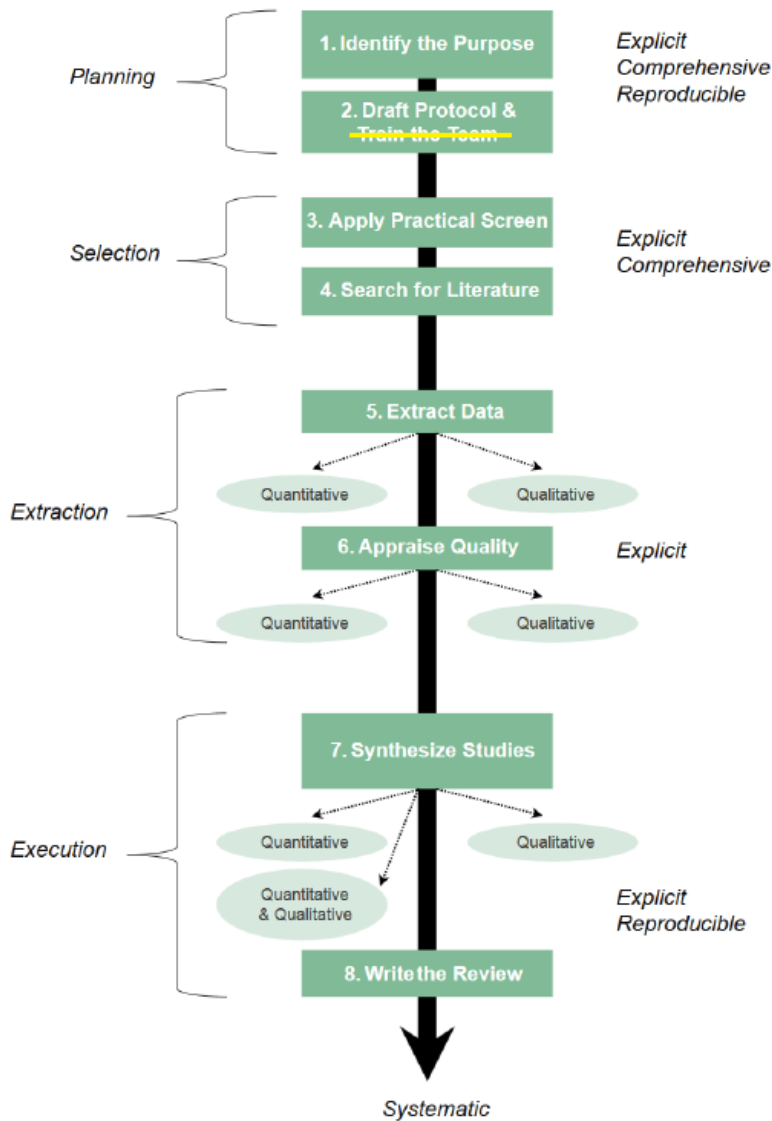 1. Identify the Purpose
Explicit
Comprehensive
Reproducible
Planning
2. Draft Protocol &
Train the Team
3. Apply Practical Screen
Explicit
Comprehensive
Selection
4. Search for Literature
5. Extract Data
Quantitative
Qualitative
Extraction
6. Appraise Quality
Explicit
Quantitative
Qualitative
7. Synthesize Studies
Quantitative
Qualitative
Execution
Quantitative
& Qualitative
Explicit
Reproducible
8. Write the Review
Systematic